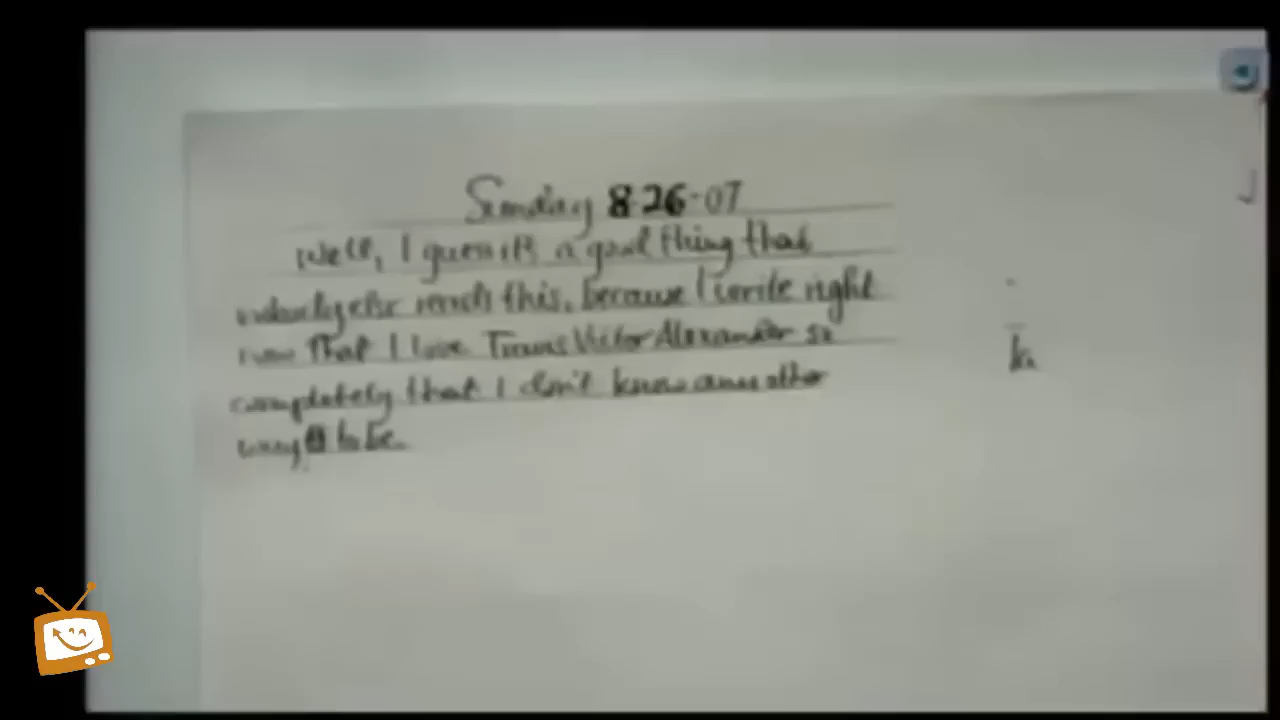 Sunday 8-26-07
Well, I guess it's a good thing that
nobody else reads this, because I write right
now that I love Travis Victor Alexander so
completely that I don't know any other
way to be.